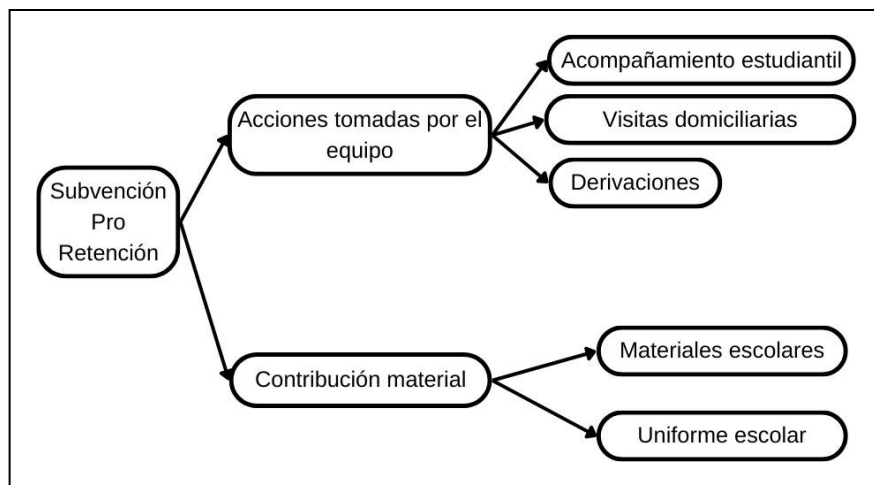 Subvención
Pro
Retención
Acciones tomadas por el
equipo
Acompañamiento estudiantil
Visitas domiciliarias
Derivaciones
Contribución material
Materiales escolares
Uniforme escolar